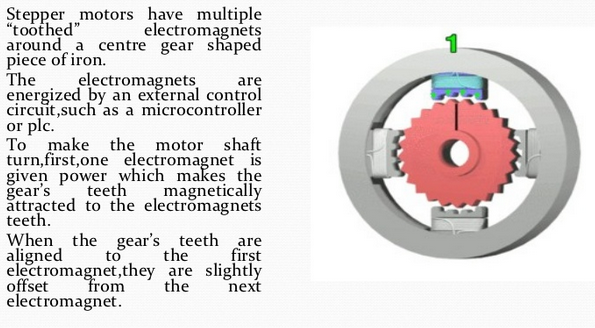 Stepper motors have multiple
“toothed” electromagnets
around a centre gear shaped
piece of iron.
The electromagnets are
energized by an external control
circuit,such as a microcontroller
or plc.
To make the motor shaft
turn,first,one electromagnet is
given power which makes the
gear’s teeth magnetically
attracted to the electromagnets
teeth.
When the gear’s teeth are
aligned to the first
electromagnet,they are slightly
offset from the next
electromagnet.
1